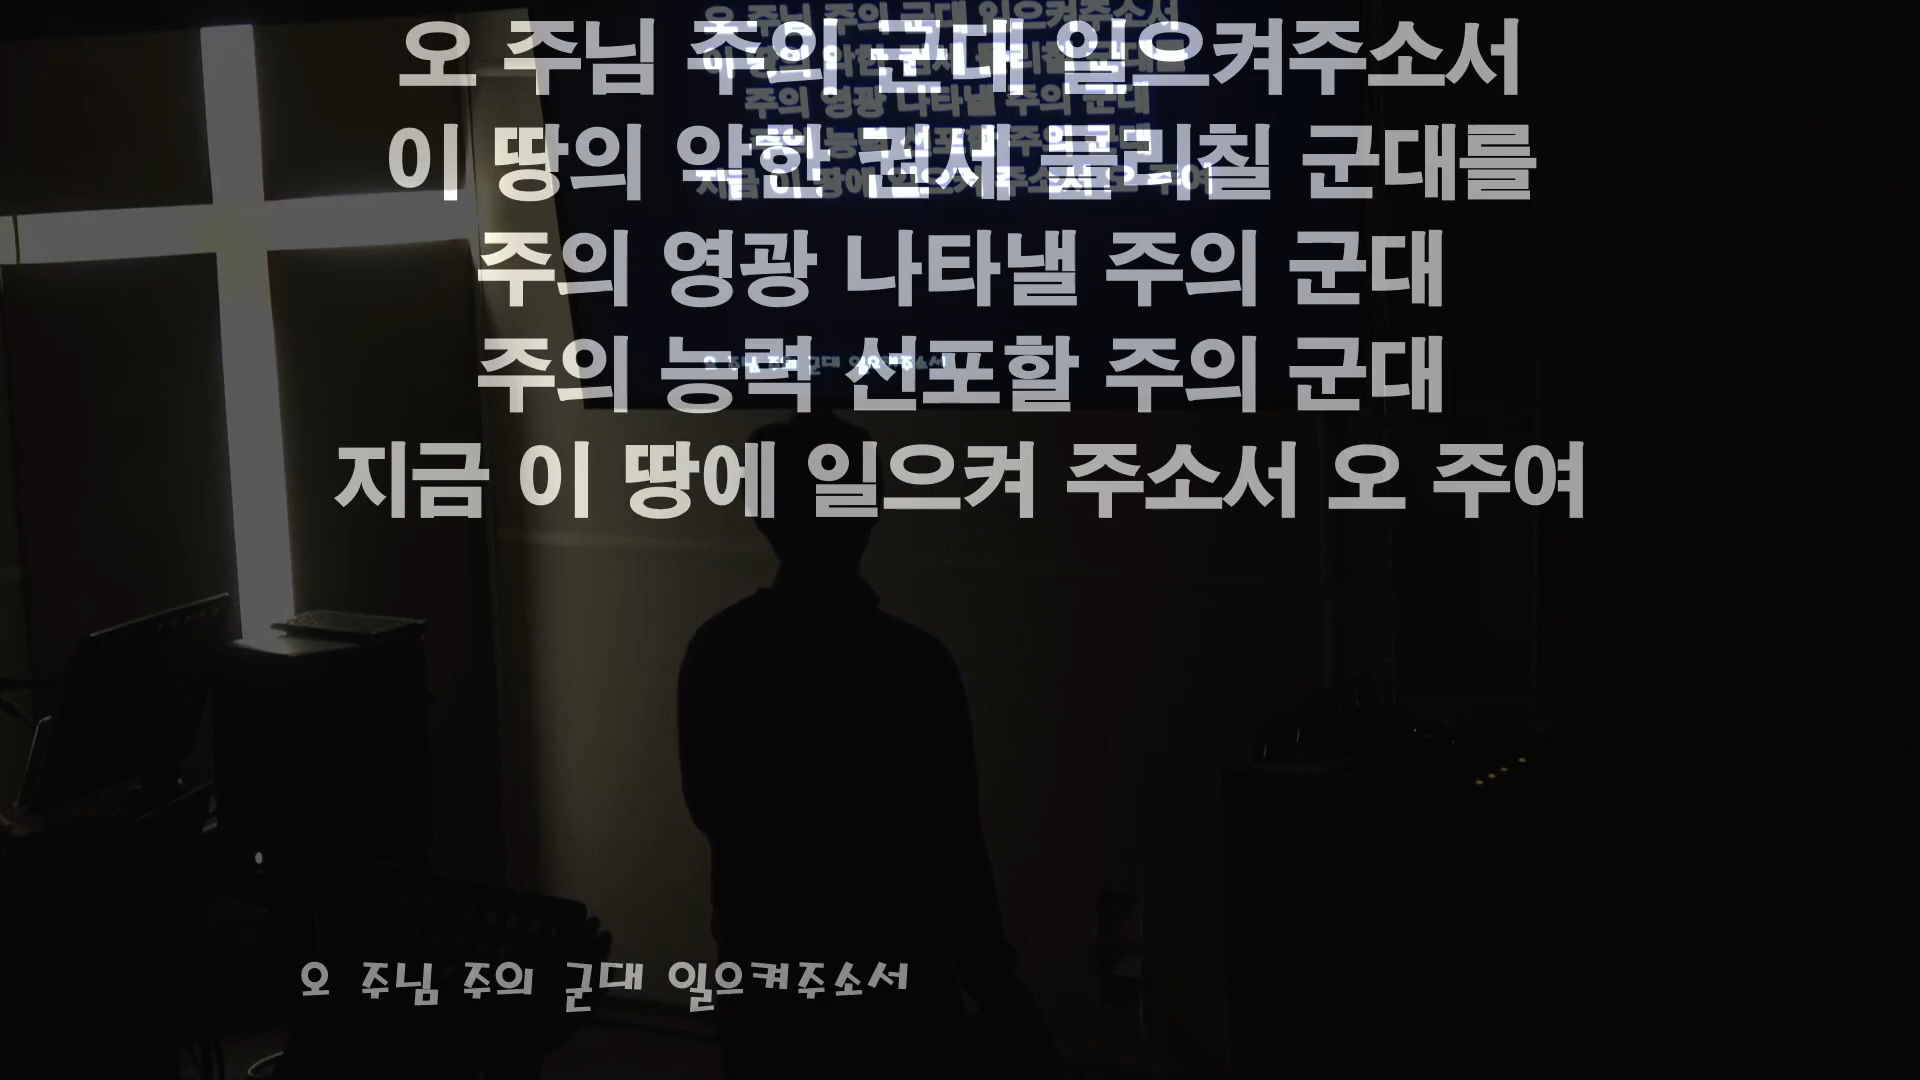 오 주님 주의 군대 일으켜주소서
이 땅의 악한 권세 물리칠 군대를
주의 영광 나타낼 주의 군대
주의 능력 선포할 주의 군대
지금 이 땅에 일으켜 주소서 오 주여
오 주님 주의 군대 일으켜주소서